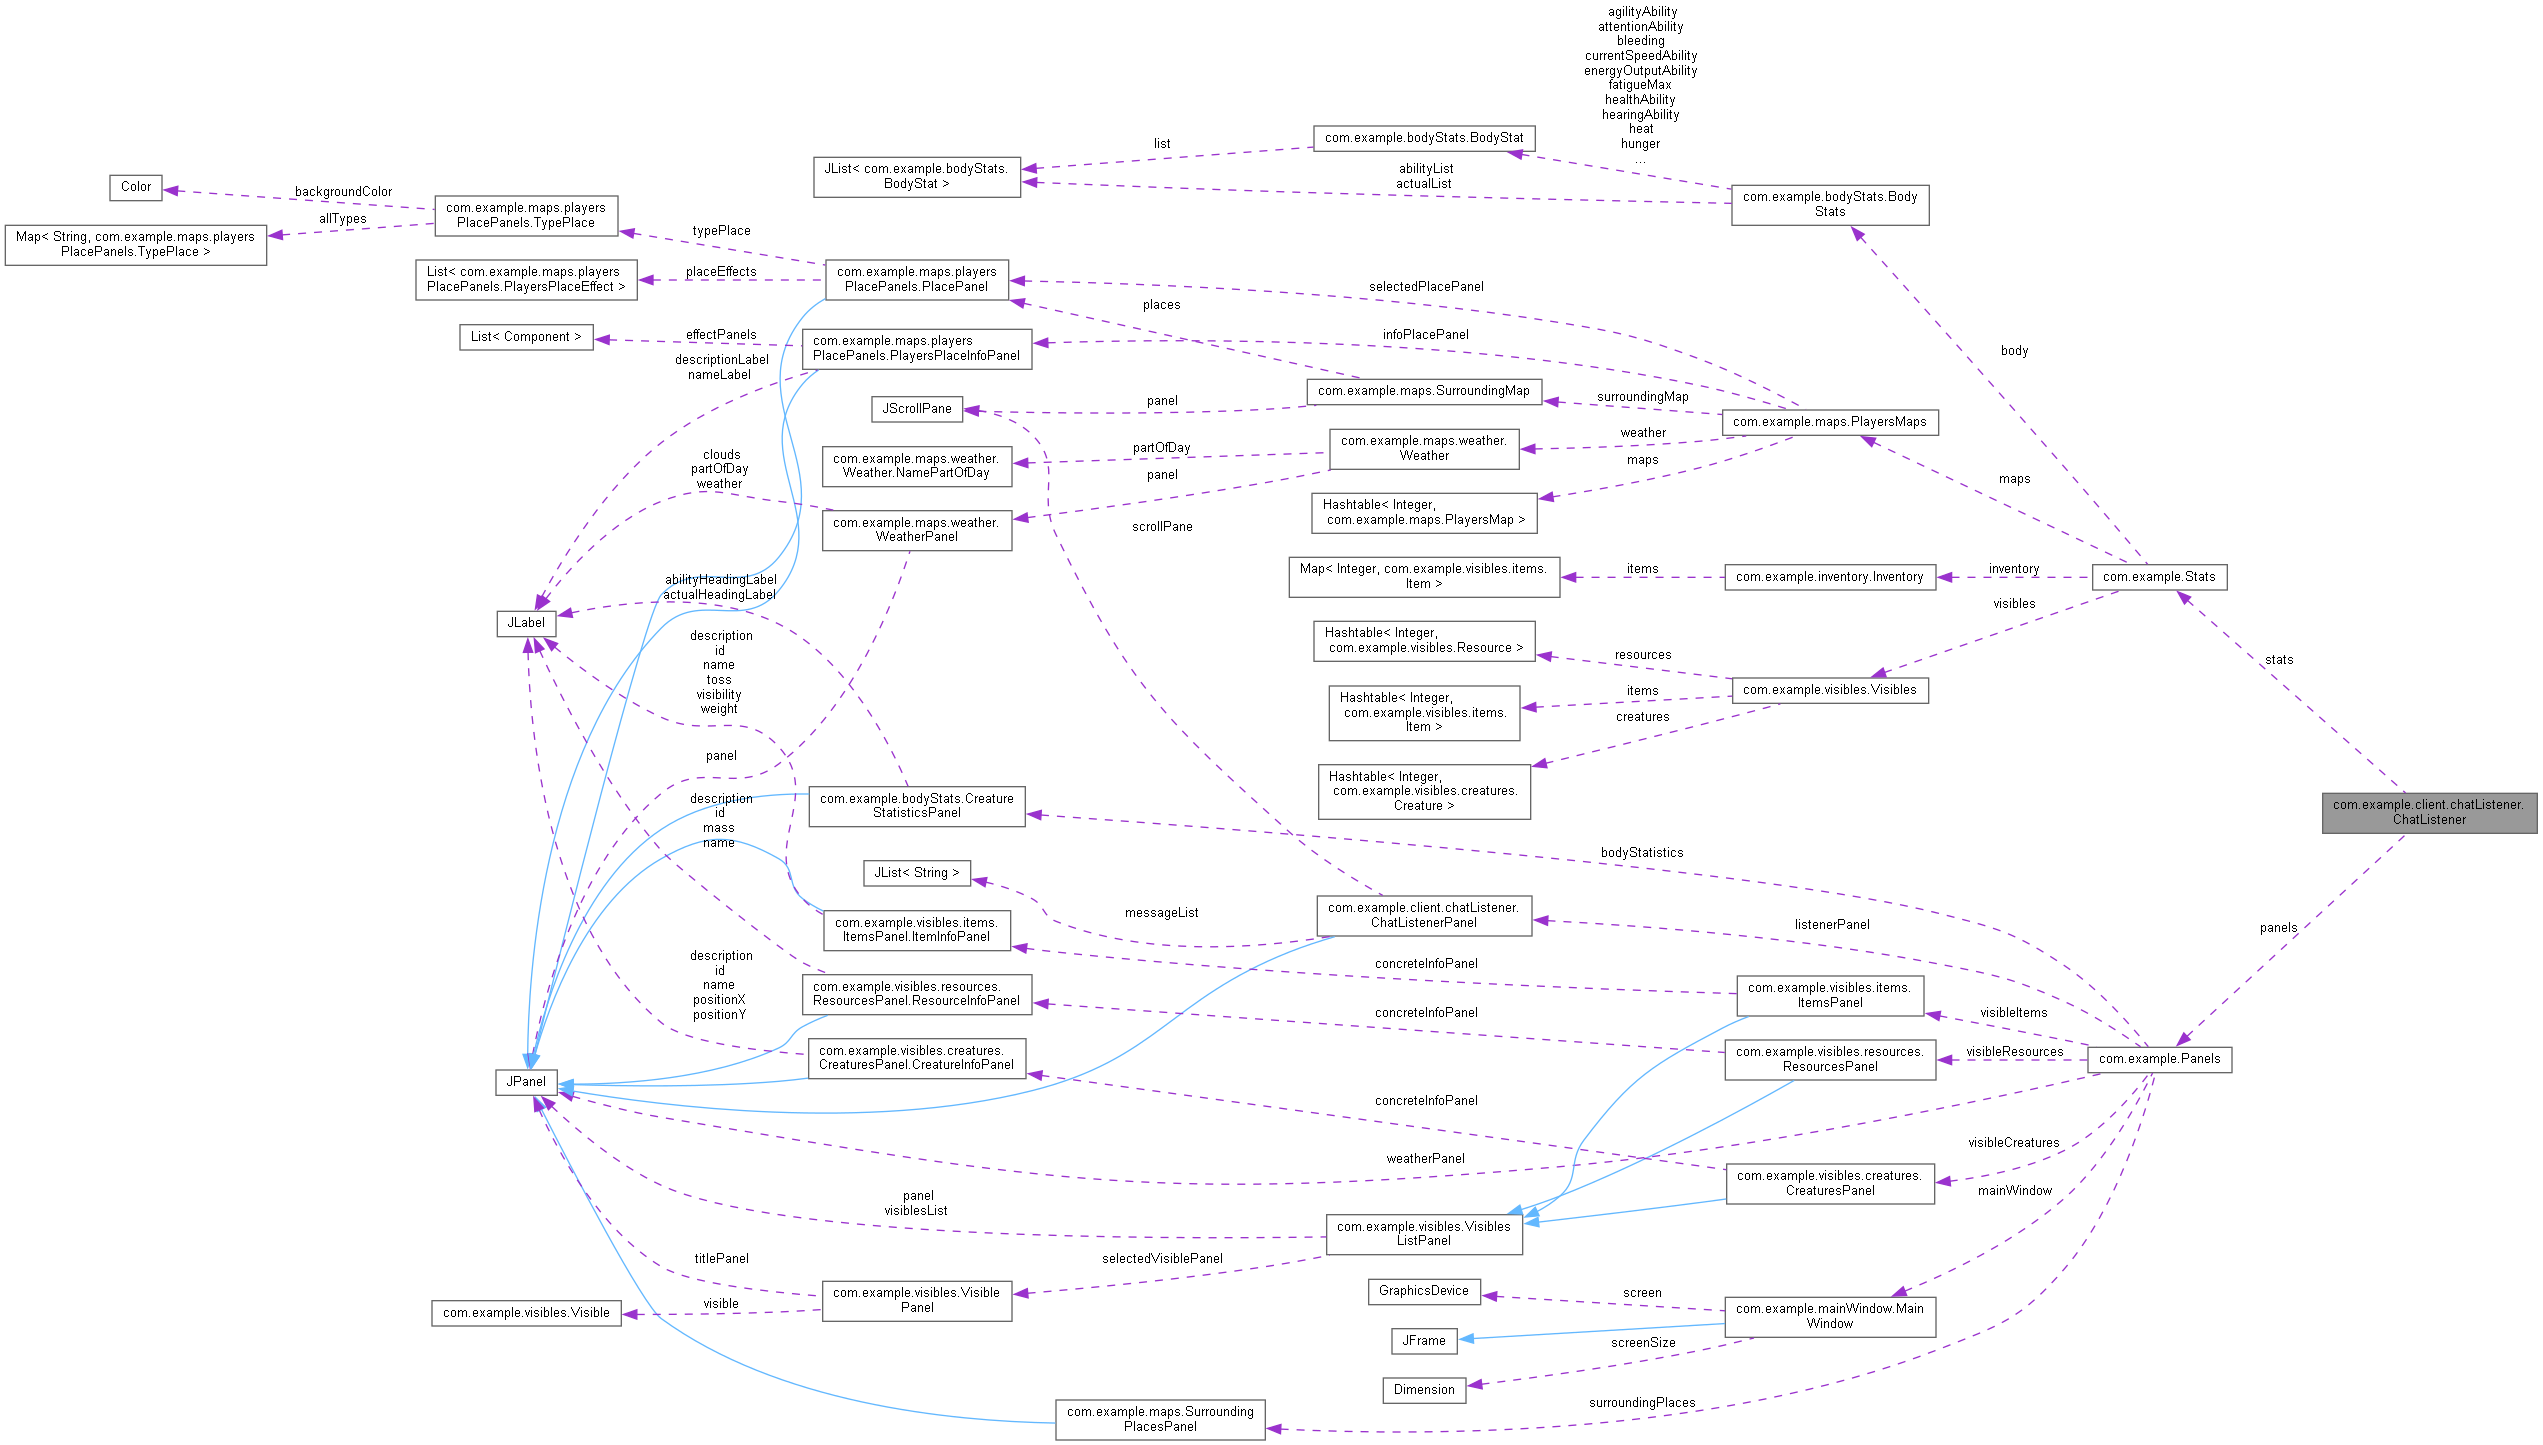 agilityAbility
attentionAbility
bleeding
currentSpeedAbility
energyOutputAbility
fatigueMax
healthAbility
hearingAbility
heat
hunger
...
com.example.bodyStats.BodyStat
list
JList< com.example.bodyStats.
BodyStat >
abilityList
actualList
com.example.bodyStats.Body
Stats
Color
backgroundColor
com.example.maps.players
PlacePanels.TypePlace
allTypes
Map< String, com.example.maps.players
PlacePanels.TypePlace >
typePlace
List< com.example.maps.players
PlacePanels.PlayersPlaceEffect >
placeEffects
com.example.maps.players
PlacePanels.PlacePanel
selectedPlacePanel
places
List< Component >
effectPanels
com.example.maps.players
PlacePanels.PlayersPlaceInfoPanel
infoPlacePanel
body
descriptionLabel
nameLabel
com.example.maps.SurroundingMap
surroundingMap
JScrollPane
panel
com.example.maps.PlayersMaps
weather
com.example.maps.weather.
Weather
partOfDay
com.example.maps.weather.
Weather.NamePartOfDay
clouds
partOfDay
weather
panel
maps
maps
Hashtable< Integer,
com.example.maps.PlayersMap >
com.example.maps.weather.
WeatherPanel
scrollPane
abilityHeadingLabel
actualHeadingLabel
Map< Integer, com.example.visibles.items.
Item >
items
com.example.inventory.Inventory
inventory
com.example.Stats
visibles
JLabel
Hashtable< Integer,
com.example.visibles.Resource >
resources
stats
description
id
name
toss
visibility
weight
com.example.visibles.Visibles
Hashtable< Integer,
com.example.visibles.items.
Item >
items
creatures
panel
Hashtable< Integer,
com.example.visibles.creatures.
Creature >
com.example.client.chatListener.
ChatListener
com.example.bodyStats.Creature
StatisticsPanel
description
id
mass
name
bodyStatistics
JList< String >
messageList
com.example.client.chatListener.
ChatListenerPanel
listenerPanel
panels
com.example.visibles.items.
ItemsPanel.ItemInfoPanel
concreteInfoPanel
description
id
name
positionX
positionY
com.example.visibles.resources.
ResourcesPanel.ResourceInfoPanel
com.example.visibles.items.
ItemsPanel
visibleItems
concreteInfoPanel
com.example.visibles.creatures.
CreaturesPanel.CreatureInfoPanel
com.example.visibles.resources.
ResourcesPanel
visibleResources
com.example.Panels
JPanel
concreteInfoPanel
visibleCreatures
weatherPanel
com.example.visibles.creatures.
CreaturesPanel
mainWindow
panel
visiblesList
com.example.visibles.Visibles
ListPanel
titlePanel
selectedVisiblePanel
com.example.visibles.Visible
visible
com.example.visibles.Visible
Panel
GraphicsDevice
screen
com.example.mainWindow.Main
Window
JFrame
screenSize
Dimension
surroundingPlaces
com.example.maps.Surrounding
PlacesPanel